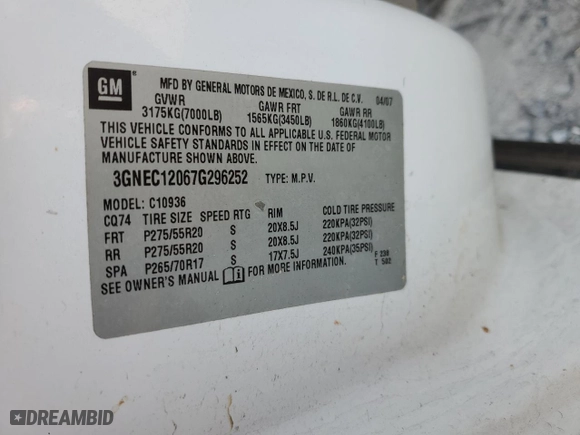 GM
MFD BY GENERAL MOTORS DE MEXICO, S. DE R.L. DE C.V. 04/07
GVWR GAWR FRT GAWR RR
3175KG(7000LB) 1565KG(3450LB) 1860KG(4100LB)
THIS VEHICLE CONFORMS TO ALL APPLICABLE U.S. FEDERAL MOTOR
VEHICLE SAFETY STANDARDS IN EFFECT ON THE DATE OF
MANUFACTURE SHOWN ABOVE.
3GNEC12067G296252 TYPE: M.P.V.
MODEL: C10936
CQ74 TIRE SIZE SPEED RTG RIM COLD TIRE PRESSURE
FRT P275/55R20 S 20X8.5J 220KPA(32PSI)
RR P275/55R20 S 20X8.5J 220KPA(32PSI)
SPA P265/70R17 S 17X7.5J 240KPA(35PSI)
SEE OWNER'S MANUAL FOR MORE INFORMATION.
F 338
T 502
DREAMBID